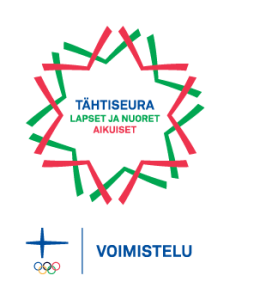 TÄHTISEURA
LAPSET JA NUORET
AIKUISET
VOIMISTELU